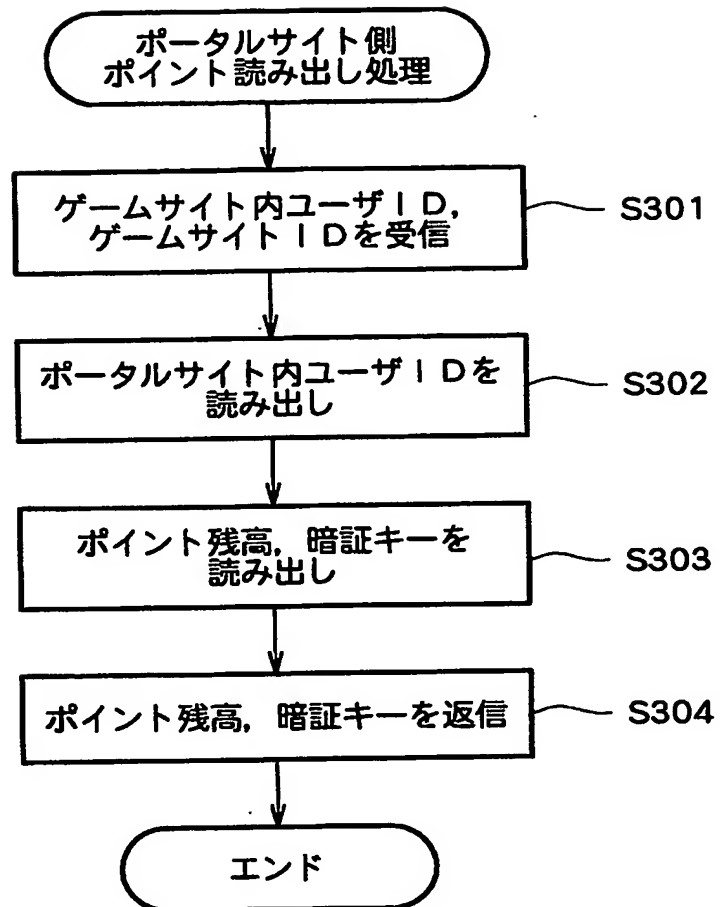 ポータルサイト側
ポイント読み出し処理
ゲームサイト内ユーザID,
ゲームサイトIDを受信
S301
ポータルサイト内ユーザIDを
読み出し
S302
ポイント残高, 暗証キーを
読み出し
S303
ポイント残高, 暗証キーを返信
S304
エンド